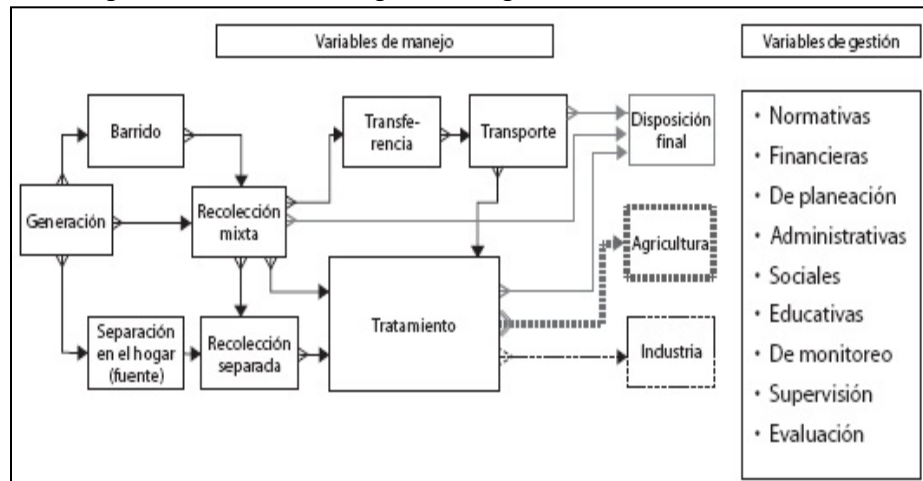 Variables de manejo
Variables de gestión
Barrido
Transfe-
rencia
Transporte
Disposición
final
Generación
Recolección
mixta
Agricultura
Tratamiento
Separación
en el hogar
(fuente)
Recolección
separada
Industria
• Normativas
• Financieras
• De planeación
• Administrativas
• Sociales
• Educativas
• De monitoreo
• Supervisión
• Evaluación